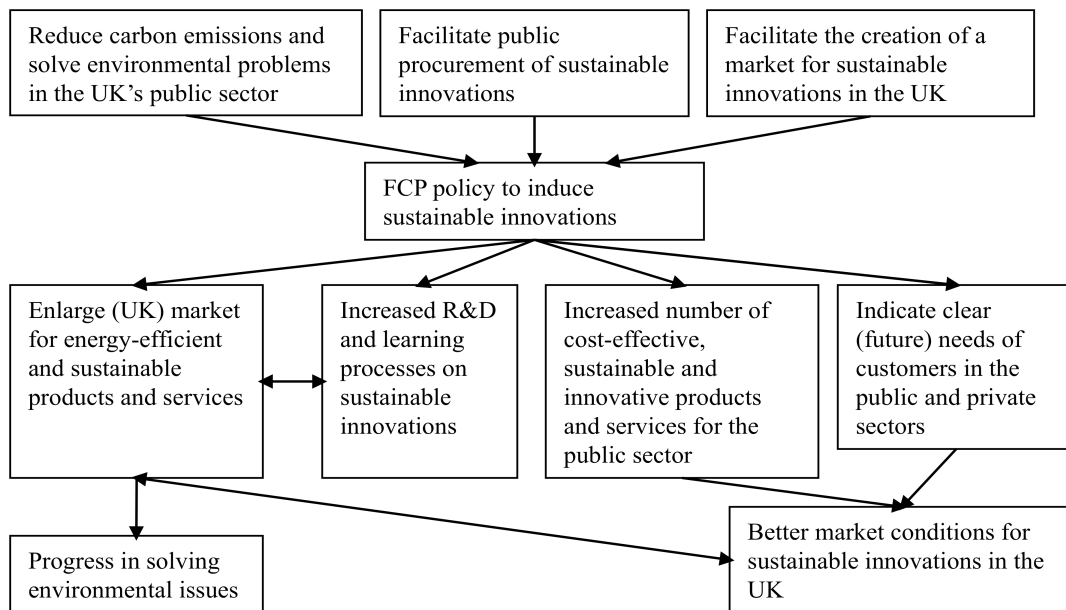 Reduce carbon emissions and
solve environmental problems
in the UK’s public sector
Facilitate public
procurement of sustainable
innovations
Facilitate the creation of a
market for sustainable
innovations in the UK
FCP policy to induce
sustainable innovations
Enlarge (UK) market
for energy-efficient
and sustainable
products and services
Increased R&D
and learning
processes on
sustainable
innovations
Increased number of
cost-effective,
sustainable and
innovative products
and services for the
public sector
Indicate clear
(future) needs of
customers in the
public and private
sectors
Progress in solving
environmental issues
Better market conditions for
sustainable innovations in the
UK